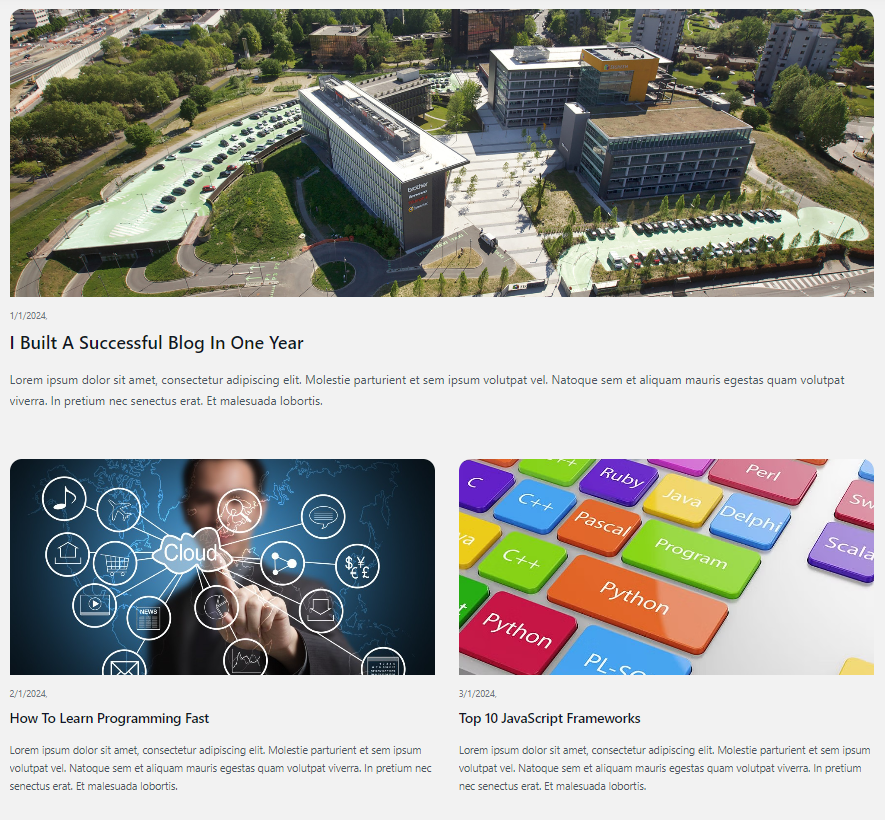 brother
1/1/2024,
I Built A Successful Blog In One Year
Lorem ipsum dolor sit amet, consectetur adipiscing elit. Molestie parturient et sem ipsum volutpat vel. Natoque sem et aliquam mauris egestas quam volutpat
viverra. In pretium nec senectus erat. Et malesuada lobortis.
Cloud
NEWS
$ ¥
€ £
2/1/2024,
How To Learn Programming Fast
Lorem ipsum dolor sit amet, consectetur adipiscing elit. Molestie parturient et sem ipsum
volutpat vel. Natoque sem et aliquam mauris egestas quam volutpat viverra. In pretium nec
senectus erat. Et malesuada lobortis.
C++
Ruby
Perl
C
C++
Java
Delphi
Sw
Pascal
Scala
va
C++
Program
Python
t
Python
PL-SQ
3/1/2024,
Top 10 JavaScript Frameworks
Lorem ipsum dolor sit amet, consectetur adipiscing elit. Molestie parturient et sem ipsum
volutpat vel. Natoque sem et aliquam mauris egestas quam volutpat viverra. In pretium
nec senectus erat. Et malesuada lobortis.